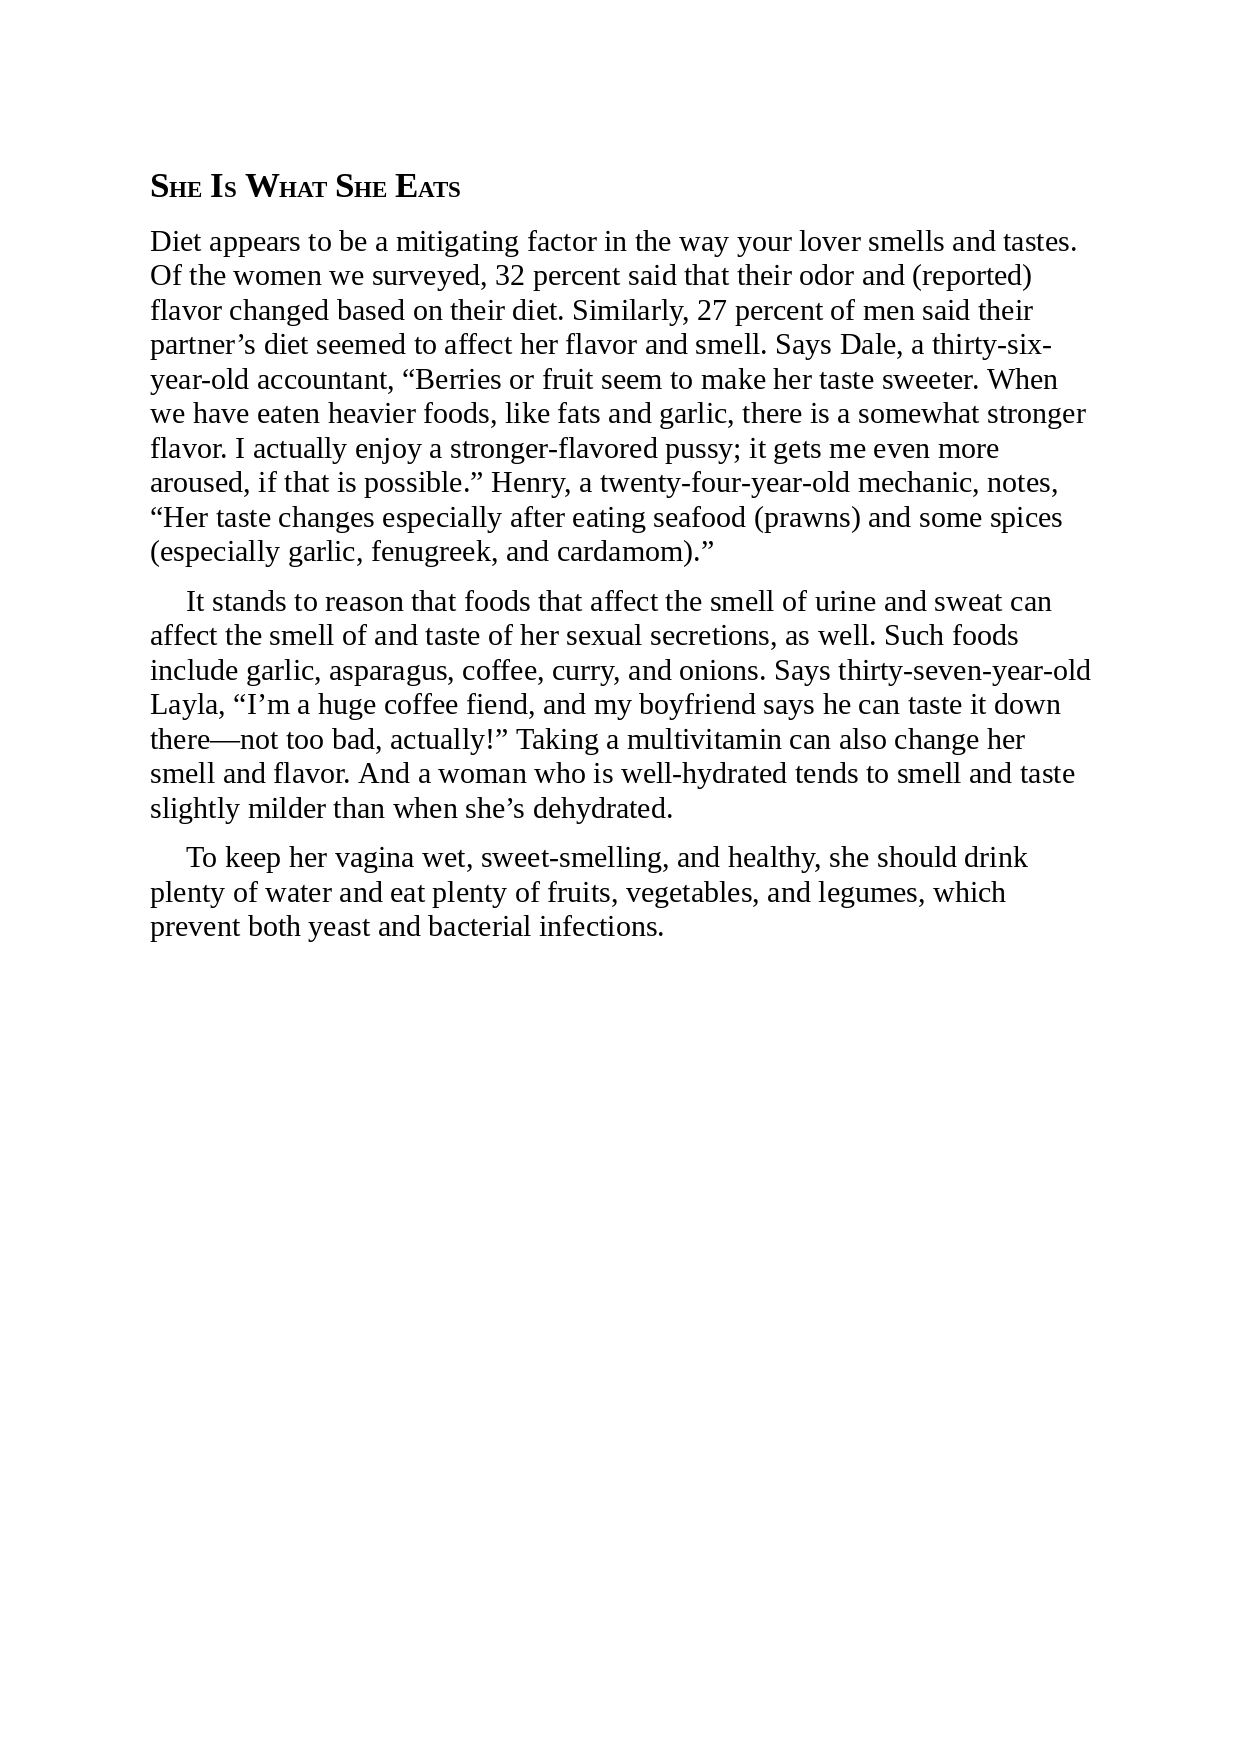 She Is What She Eats
Diet appears to be a mitigating factor in the way your lover smells and tastes.
Of the women we surveyed, 32 percent said that their odor and (reported)
flavor changed based on their diet. Similarly, 27 percent of men said their
partner’s diet seemed to affect her flavor and smell. Says Dale, a thirty-six-
year-old accountant, “Berries or fruit seem to make her taste sweeter. When
we have eaten heavier foods, like fats and garlic, there is a somewhat stronger
flavor. I actually enjoy a stronger-flavored pussy; it gets me even more
aroused, if that is possible.” Henry, a twenty-four-year-old mechanic, notes,
“Her taste changes especially after eating seafood (prawns) and some spices
(especially garlic, fenugreek, and cardamom).”
It stands to reason that foods that affect the smell of urine and sweat can
affect the smell of and taste of her sexual secretions, as well. Such foods
include garlic, asparagus, coffee, curry, and onions. Says thirty-seven-year-old
Layla, “I’m a huge coffee fiend, and my boyfriend says he can taste it down
there—not too bad, actually!” Taking a multivitamin can also change her
smell and flavor. And a woman who is well-hydrated tends to smell and taste
slightly milder than when she’s dehydrated.
To keep her vagina wet, sweet-smelling, and healthy, she should drink
plenty of water and eat plenty of fruits, vegetables, and legumes, which
prevent both yeast and bacterial infections.